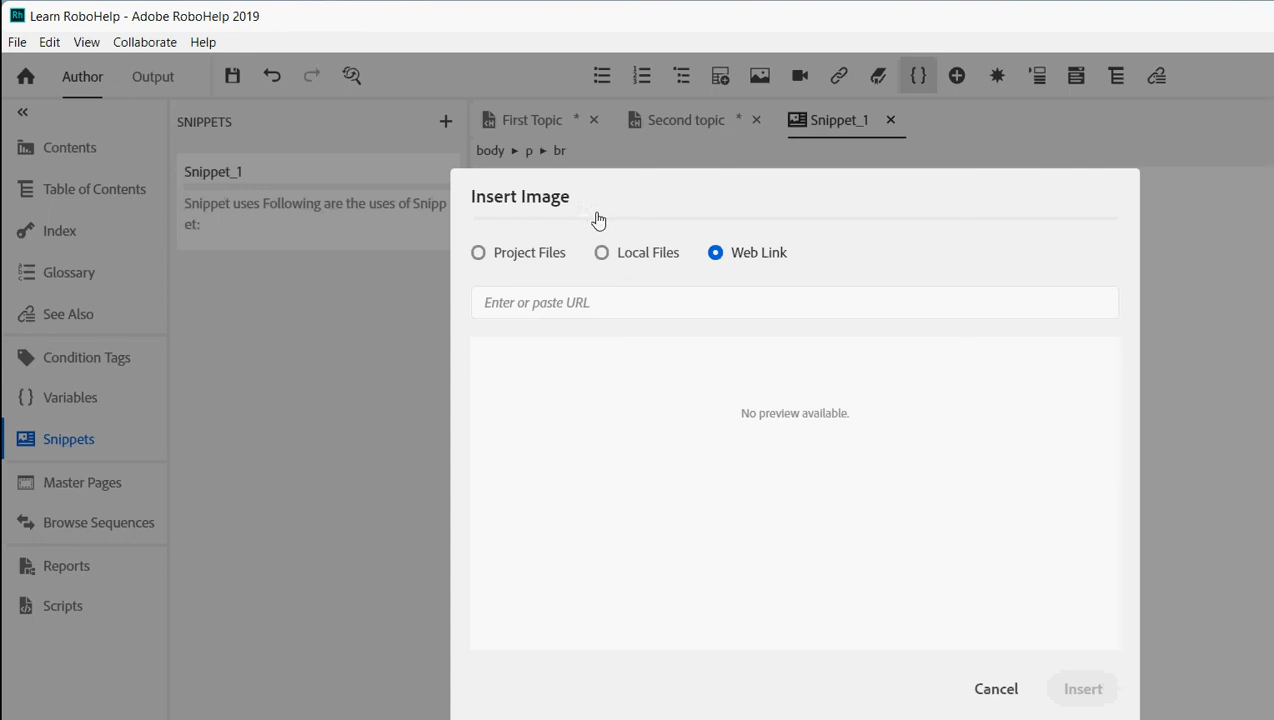 Learn RoboHelp - Adobe RoboHelp 2019
File Edit View Collaborate Help
Author Output
SNIPPETS
First Topic *
Second topic *
Snippet_1
body ▸ p ▸ br
Contents
Table of Contents
Index
Glossary
See Also
Condition Tags
Variables
Snippets
Master Pages
Browse Sequences
Reports
Scripts
Snippet_1
Snippet uses Following are the uses of Snipp
et:
Insert Image
Project Files Local Files Web Link
Enter or paste URL
No preview available.
Cancel Insert